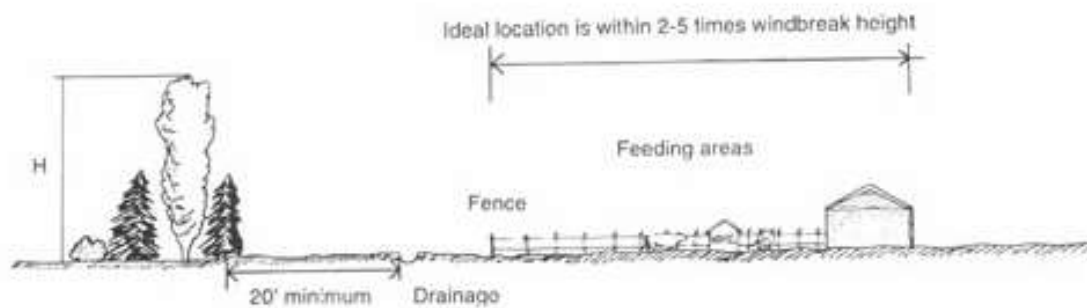 Ideal location is within 2-5 times windbreak height
H
Feeding areas
Fence
20' minimum
Drainago